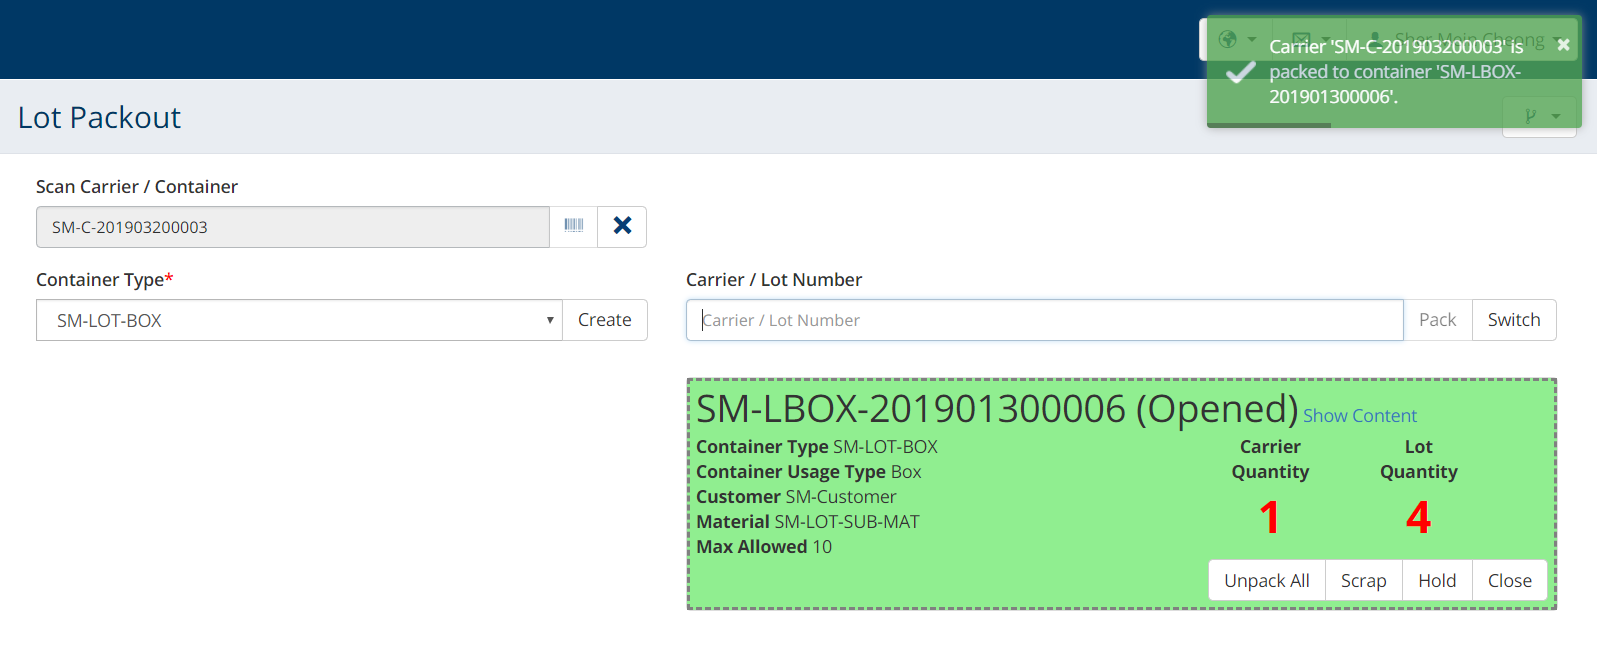 Sher Mein Cheong
Carrier 'SM-C-201903200003' is
packed to container 'SM-LBOX-
201901300006'.
Lot Packout
Scan Carrier / Container
SM-C-201903200003
Container Type*
SM-LOT-BOX
Create
Carrier / Lot Number
Carrier / Lot Number
Pack
Switch
SM-LBOX-201901300006 (Opened) Show Content
Container Type SM-LOT-BOX
Container Usage Type Box
Customer SM-Customer
Material SM-LOT-SUB-MAT
Max Allowed 10
Carrier
Quantity
1
Lot
Quantity
4
Unpack All
Scrap
Hold
Close